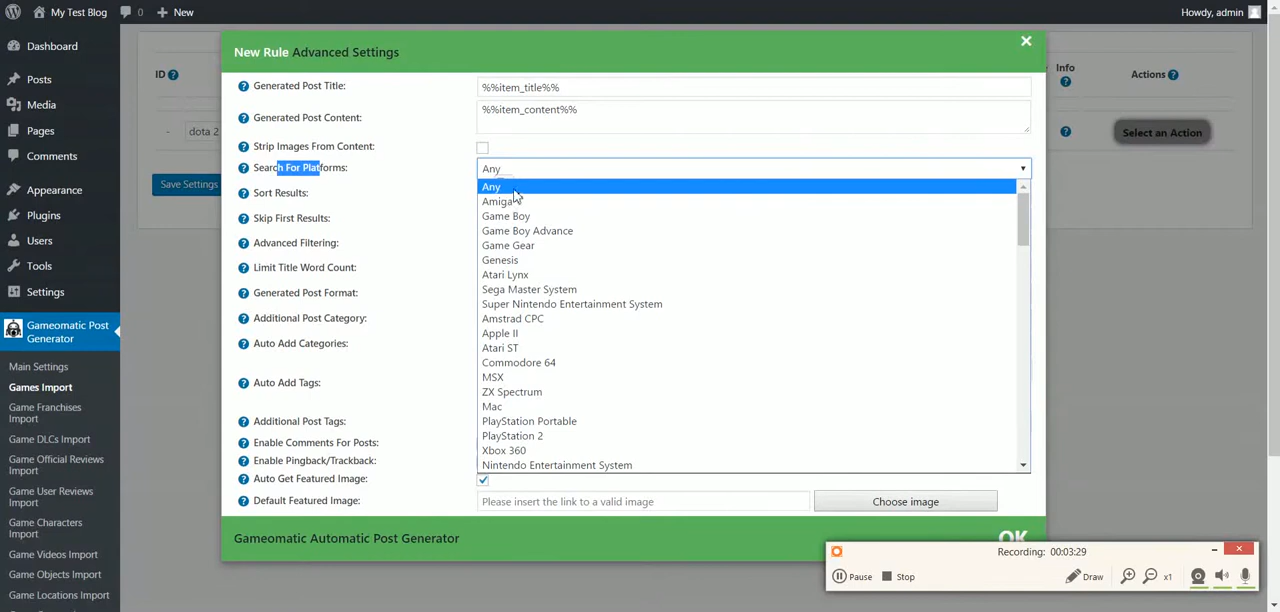 My Test Blog
0
New
Howdy, admin
Dashboard
Posts
Media
Pages
Comments
Appearance
Plugins
Users
Tools
Settings
Gameomatic Post
Generator
Main Settings
Games Import
Game Franchises
Import
Game DLCs Import
Game Official Reviews
Import
Game User Reviews
Import
Game Characters
Import
Game Videos Import
Game Objects Import
Game Locations Import
ID
Info
Actions
-
dota 2
Select an Action
Save Settings
New Rule Advanced Settings
Generated Post Title:
%%item_title%%
Generated Post Content:
%%item_content%%
Strip Images From Content:
Search For Platforms:
Any
Sort Results:
Skip First Results:
Advanced Filtering:
Limit Title Word Count:
Generated Post Format:
Additional Post Category:
Auto Add Categories:
Auto Add Tags:
Additional Post Tags:
Enable Comments For Posts:
Enable Pingback/Trackback:
Auto Get Featured Image:
Default Featured Image:
Any
Amiga
Game Boy
Game Boy Advance
Game Gear
Genesis
Atari Lynx
Sega Master System
Super Nintendo Entertainment System
Amstrad CPC
Apple II
Atari ST
Commodore 64
MSX
ZX Spectrum
Mac
PlayStation Portable
PlayStation 2
Xbox 360
Nintendo Entertainment System
Please insert the link to a valid image
Choose image
Gameomatic Automatic Post Generator
OK
Recording: 00:03:29
Pause
Stop
Draw
x1